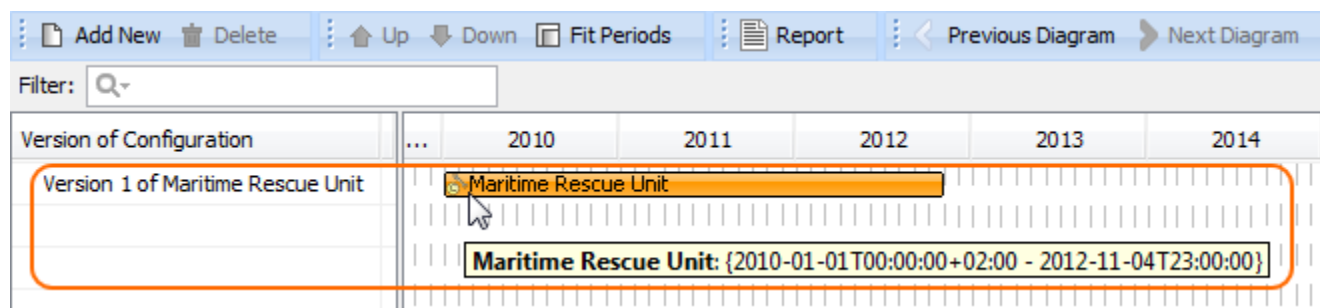 Add New Delete Up Down Fit Periods Report Previous Diagram Next Diagram
Filter:
Version of Configuration ... 2010 2011 2012 2013 2014
Version 1 of Maritime Rescue Unit Maritime Rescue Unit
Maritime Rescue Unit: {2010-01-01T00:00:00+02:00 - 2012-11-04T23:00:00}